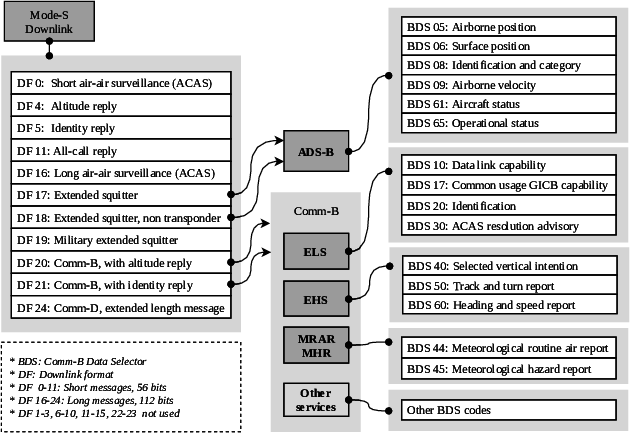 Mode-S
Downlink
DF 0: Short air-air surveillance (ACAS)
DF 4: Altitude reply
DF 5: Identity reply
DF 11: All-call reply
DF 16: Long air-air surveillance (ACAS)
DF 17: Extended squitter
DF 18: Extended squitter, non transponder
DF 19: Military extended squitter
DF 20: Comm-B, with altitude reply
DF 21: Comm-B, with identity reply
DF 24: Comm-D, extended length message
* BDS: Comm-B Data Selector
* DF: Downlink format
* DF 0-11: Short messages, 56 bits
* DF 16-24: Long messages, 112 bits
* DF 1-3, 6-10, 11-15, 22-23 not used
ADS-B
Comm-B
ELS
EHS
MRAR
MHR
Other
services
BDS 05: Airborne position
BDS 06: Surface position
BDS 08: Identification and category
BDS 09: Airborne velocity
BDS 61: Aircraft status
BDS 65: Operational status
BDS 10: Data link capability
BDS 17: Common usage GICB capability
BDS 20: Identification
BDS 30: ACAS resolution advisory
BDS 40: Selected vertical intention
BDS 50: Track and turn report
BDS 60: Heading and speed report
BDS 44: Meteorological routine air report
BDS 45: Meteorological hazard report
Other BDS codes